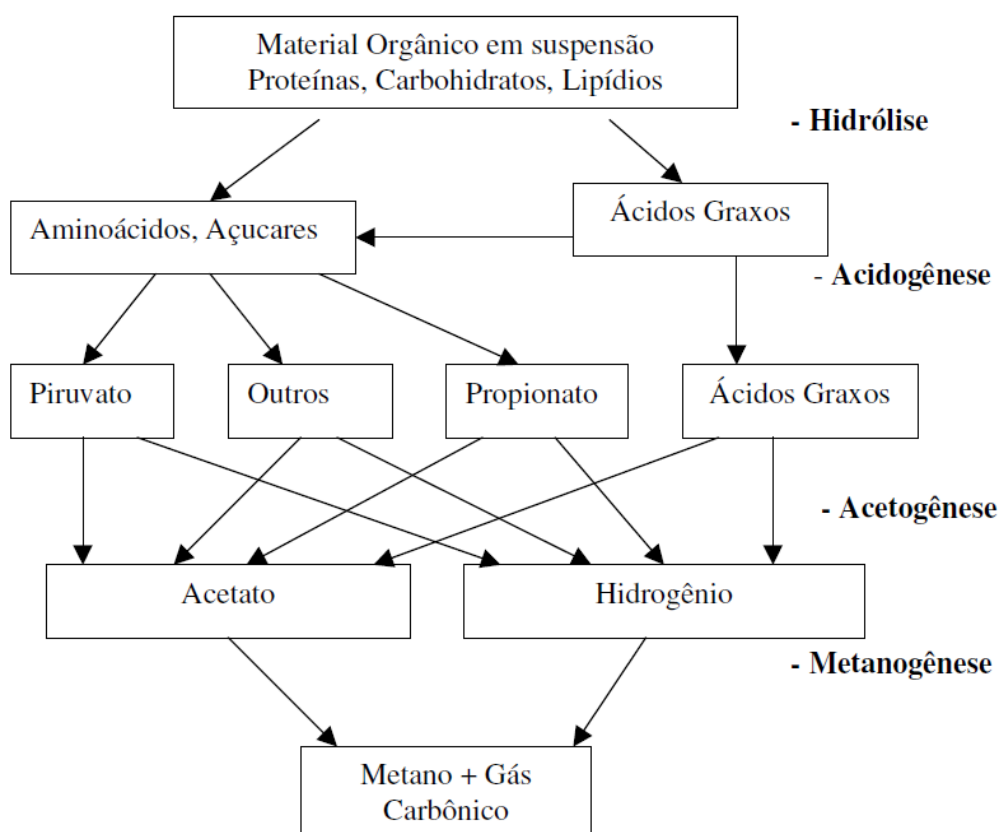 Material Orgânico em suspensão
Proteínas, Carbohidratos, Lipídios
- Hidrólise
Aminoácidos, Açucares
Ácidos Graxos
- Acidogênese
Piruvato
Outros
Propionato
Ácidos Graxos
- Acetogênese
Acetato
Hidrogênio
- Metanogênese
Metano + Gás
Carbônico